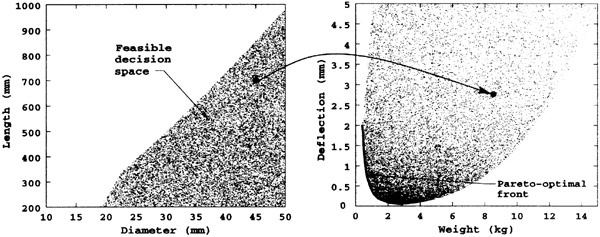 1000
900
800
700
600
500
400
300
200
Length (mm)
Feasible
decision
space
10 15 20 25 30 35 40 45 50
Diameter (mm)
5
4.5
4
3.5
3
2.5
2
1.5
1
0.5
0
Deflection (mm)
Pareto-optimal
front
0 2 4 6 8 10 12 14
Weight (kg)